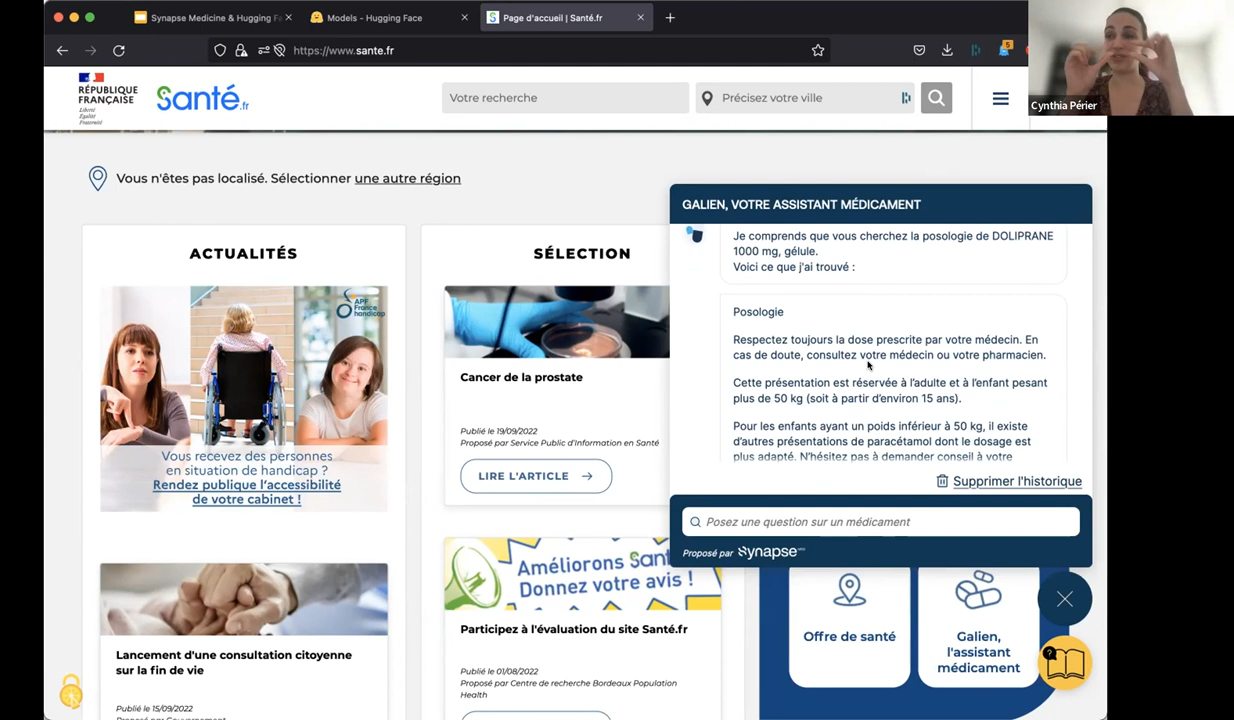 Synapse Medicine & Hugging Fa
Models - Hugging Face
Page d'accueil | Santé.fr
https://www.sante.fr
5
Cynthia Périer
RÉPUBLIQUE
FRANÇAISE
Liberté
Égalité
Fraternité
Santé.fr
Votre recherche
Précisez votre ville
Vous n'êtes pas localisé. Sélectionner une autre région
ACTUALITÉS
APF
France
handicap
Vous recevez des personnes
en situation de handicap ?
Rendez publique l'accessibilité
de votre cabinet !
Lancement d'une consultation citoyenne
sur la fin de vie
Publié le 15/09/2022
Proposé par Gouvernement
SÉLECTION
Cancer de la prostate
Publié le 19/09/2022
Proposé par Service Public d'Information en Santé
LIRE L'ARTICLE
Améliorons Sant
Donnez votre avis !
Participez à l'évaluation du site Santé.fr
Publié le 01/08/2022
Proposé par Centre de recherche Bordeaux Population
Health
GALIEN, VOTRE ASSISTANT MÉDICAMENT
Je comprends que vous cherchez la posologie de DOLIPRANE
1000 mg, gélule.
Voici ce que j'ai trouvé :
Posologie
Respectez toujours la dose prescrite par votre médecin. En
cas de doute, consultez votre médecin ou votre pharmacien.
Cette présentation est réservée à l'adulte et à l'enfant pesant
plus de 50 kg (soit à partir d'environ 15 ans).
Pour les enfants ayant un poids inférieur à 50 kg, il existe
d'autres présentations de paracétamol dont le dosage est
plus adapté. N'hésitez pas à demander conseil à votre
Supprimer l'historique
Posez une question sur un médicament
Proposé par Synapse
Offre de santé
Galien,
l'assistant
médicament
?